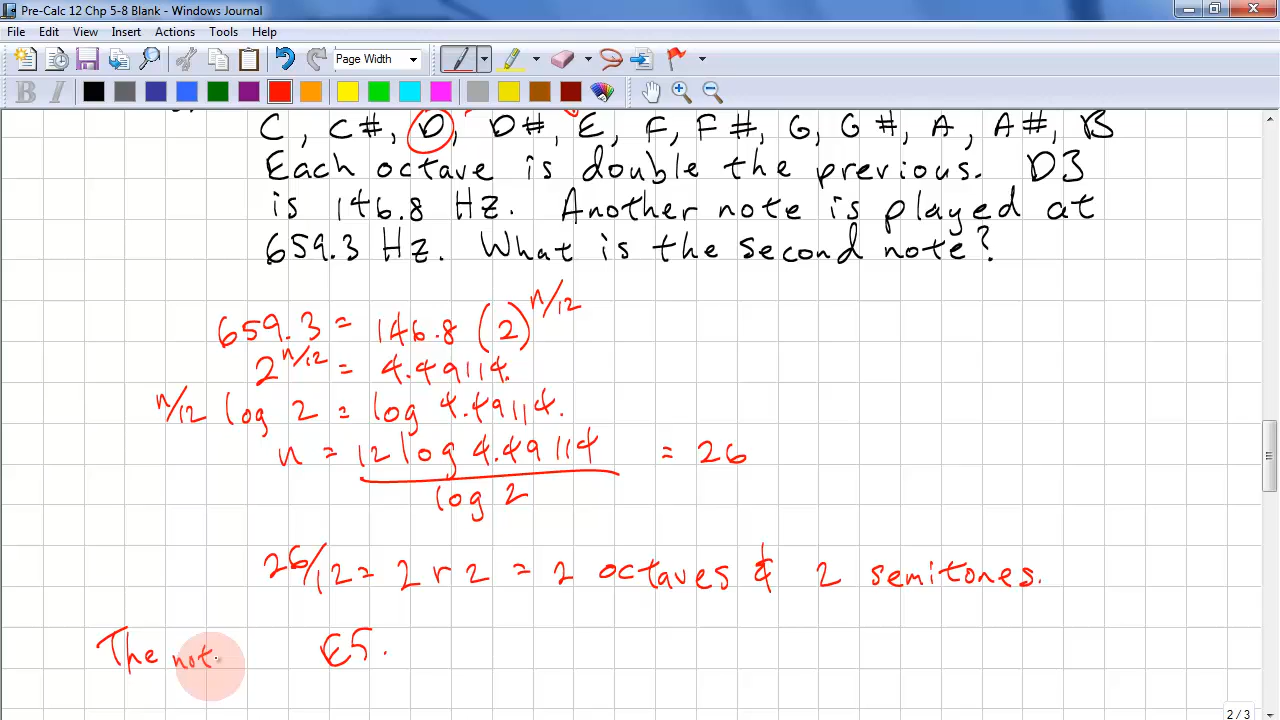 Pre-Calc 12 Chp 5-8 Blank - Windows Journal
File Edit View Insert Actions Tools Help
Page Width
B I
C, C#, D, D#, E, F, F#, G, G#, A, A#, B
Each octave is double the previous. D3
is 146.8 Hz. Another note is played at
659.3 Hz. What is the second note?
659.3 = 146.8 (2)^n/12
2^n/12 = 4.49114.
n/12 log 2 = log 4.49114.
n = 12 log 4.49114 = 26
log 2
26/12 = 2 r 2 = 2 octaves & 2 semitones.
The not E5.
2/3